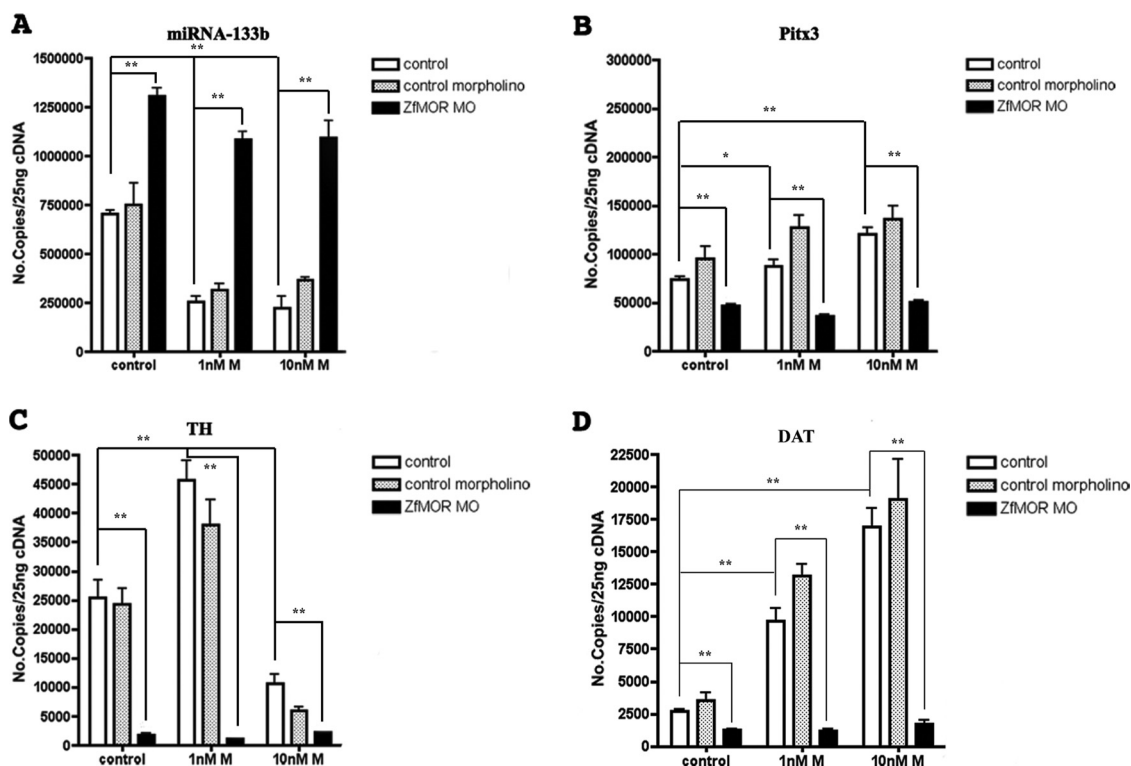 A
miRNA-133b
No.Copies/25ng cDNA
1500000
1250000
1000000
750000
500000
250000
0
**
**
**
**
control
1nM M
10nM M
control
control morpholino
ZfMOR MO
B
Pitx3
No.Copies/25ng cDNA
300000
250000
200000
150000
100000
50000
0
**
*
**
**
**
control
1nM M
10nM M
control
control morpholino
ZfMOR MO
C
TH
No.Copies/25ng cDNA
50000
45000
40000
35000
30000
25000
20000
15000
10000
5000
0
**
**
**
**
control
1nM M
10nM M
control
control morpholino
ZfMOR MO
D
DAT
No.Copies/25ng cDNA
22500
20000
17500
15000
12500
10000
7500
5000
2500
0
**
**
**
**
**
control
1nM M
10nM M
control
control morpholino
ZfMOR MO